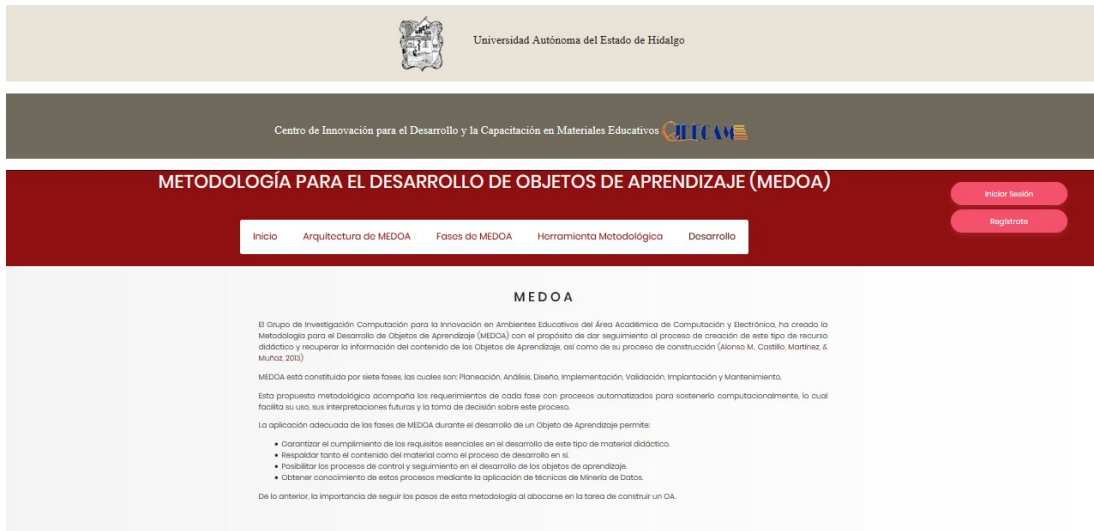 Universidad Autónoma del Estado de Hidalgo
Centro de Innovación para el Desarrollo y la Capacitación en Materiales Educativos CIDECAME
METODOLOGÍA PARA EL DESARROLLO DE OBJETOS DE APRENDIZAJE (MEDOA)
Iniciar Sesión
Regístrate
Inicio Arquitectura de MEDOA Fases de MEDOA Herramienta Metodológica Desarrollo
MEDOA
El Grupo de Investigación Computación para la Innovación en Ambientes Educativos del Área Académica de Computación y Electrónica, ha creado la
Metodología para el Desarrollo de Objetos de Aprendizaje (MEDOA) con el propósito de dar seguimiento al proceso de creación de este tipo de recurso
didáctico y recuperar la información del contenido de los Objetos de Aprendizaje, así como de su proceso de construcción (Alonso M., Castillo, Martínez, &
Muñoz, 2013)
MEDOA está constituida por siete fases, las cuales son: Planeación, Análisis, Diseño, Implementación, Validación, Implantación y Mantenimiento.
Esta propuesta metodológica acompaña los requerimientos de cada fase con procesos automatizados para sostenerlo computacionalmente, lo cual
facilita su uso, sus interpretaciones futuras y la toma de decisión sobre este proceso.
La aplicación adecuada de las fases de MEDOA durante el desarrollo de un Objeto de Aprendizaje permite:
• Garantizar el cumplimiento de los requisitos esenciales en el desarrollo de este tipo de material didáctico.
• Respaldar tanto el contenido del material como el proceso de desarrollo en sí.
• Posibilitar los procesos de control y seguimiento en el desarrollo de los objetos de aprendizaje.
• Obtener conocimiento de estos procesos mediante la aplicación de técnicas de Minería de Datos.
De lo anterior, la importancia de seguir los pasos de esta metodología al abocarse en la tarea de construir un OA.